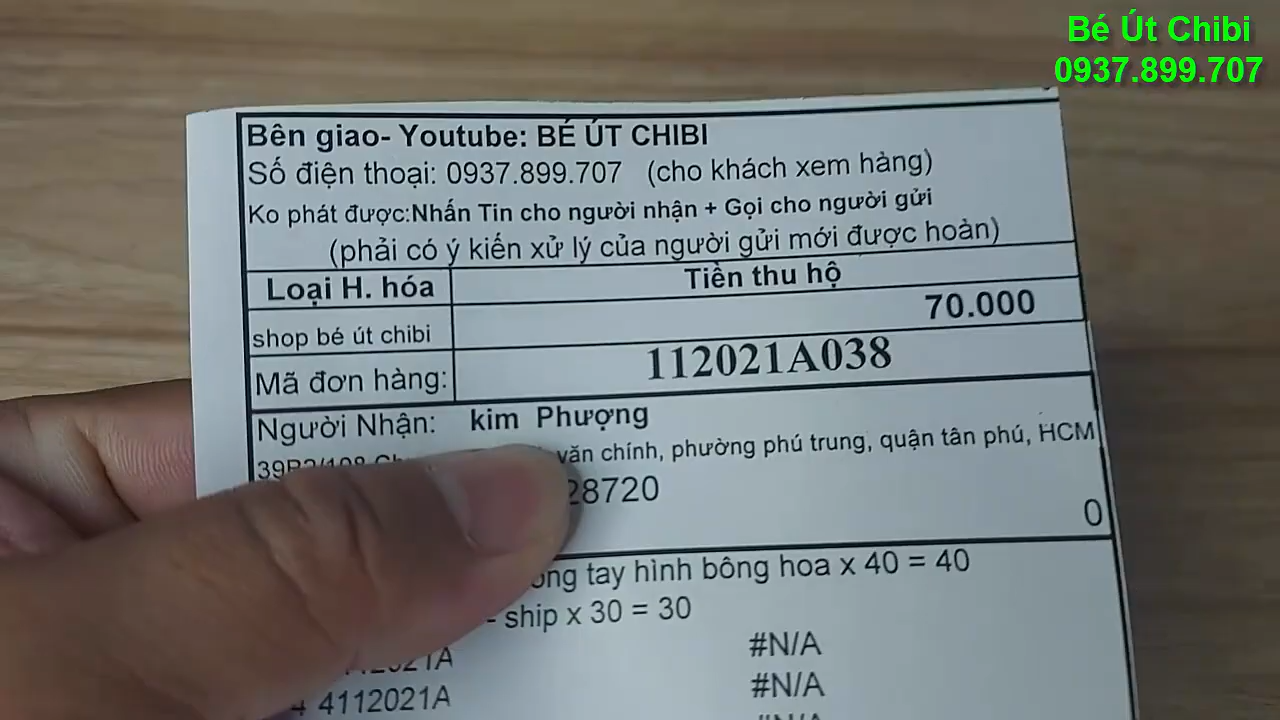 Bé Út Chibi
0937.899.707
Bên giao- Youtube: BÉ ÚT CHIBI
Số điện thoại: 0937.899.707 (cho khách xem hàng)
Ko phát được:Nhấn Tin cho người nhận + Gọi cho người gửi
(phải có ý kiến xử lý của người gửi mới được hoàn)
Loại H. hóa Tiền thu hộ
shop bé út chibi 70.000
Mã đơn hàng: 112021A038
Người Nhận: kim Phượng
văn chính, phường phú trung, quận tân phú, HCM
28720
0
tay hình bông hoa x 40 = 40
- ship x 30 = 30
#N/A
4112021A #N/A